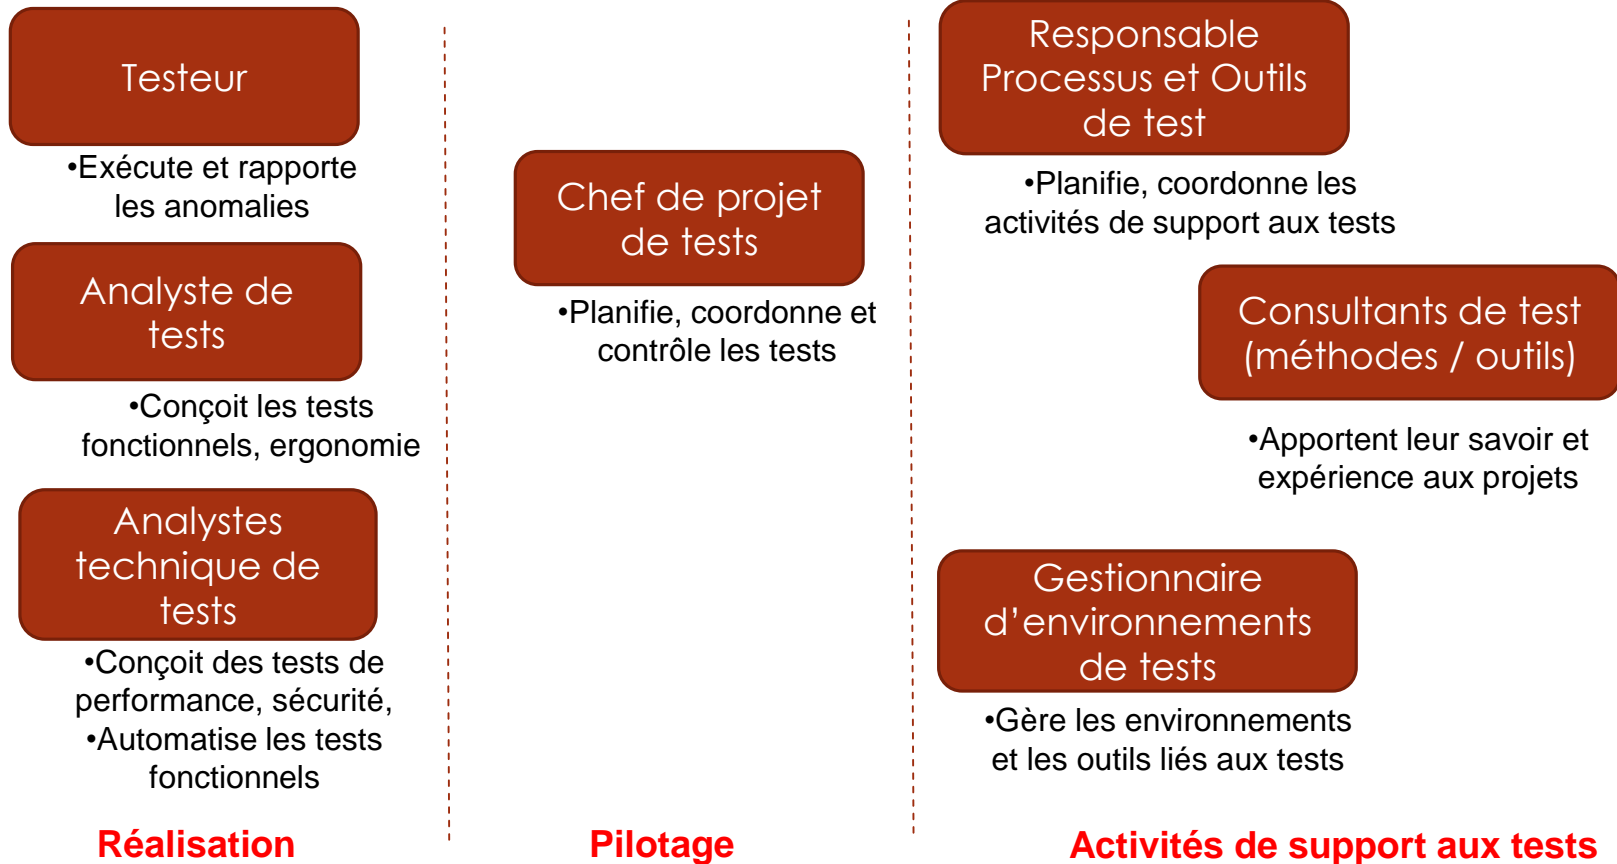 Testeur
•Exécute et rapporte
les anomalies
Analyste de
tests
•Conçoit les tests
fonctionnels, ergonomie
Analystes
technique de
tests
•Conçoit des tests de
performance, sécurité,
•Automatise les tests
fonctionnels
Réalisation
Chef de projet
de tests
•Planifie, coordonne et
contrôle les tests
Pilotage
Responsable
Processus et Outils
de test
•Planifie, coordonne les
activités de support aux tests
Consultants de test
(méthodes / outils)
•Apportent leur savoir et
expérience aux projets
Gestionnaire
d’environnements
de tests
•Gère les environnements
et les outils liés aux tests
Activités de support aux tests